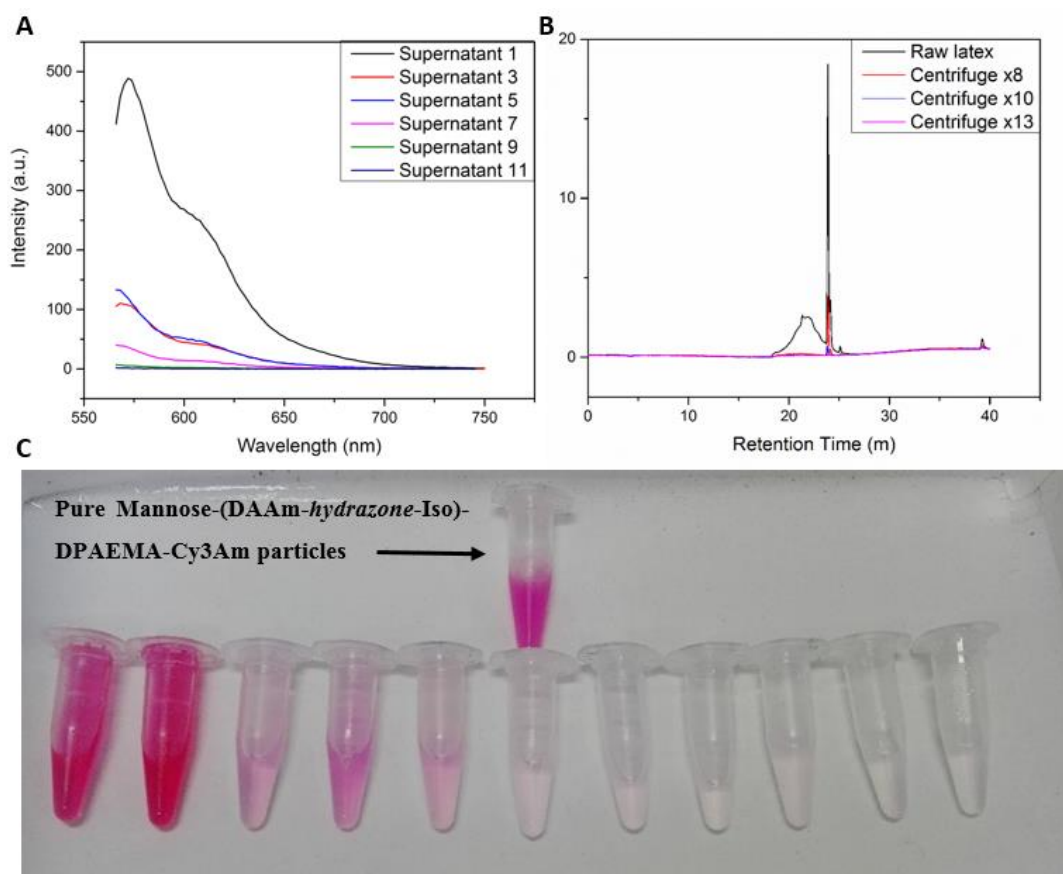 A
Supernatant 1
Supernatant 3
Supernatant 5
Supernatant 7
Supernatant 9
Supernatant 11
500
400
300
200
100
0
550
600
650
700
750
Intensity (a.u.)
Wavelength (nm)
B
Raw latex
Centrifuge x8
Centrifuge x10
Centrifuge x13
20
10
0
0
10
20
30
40
Retention Time (m)
C
Pure Mannose-(DAAm-hydrazone-Iso)-
DPAEMA-Cy3Am particles